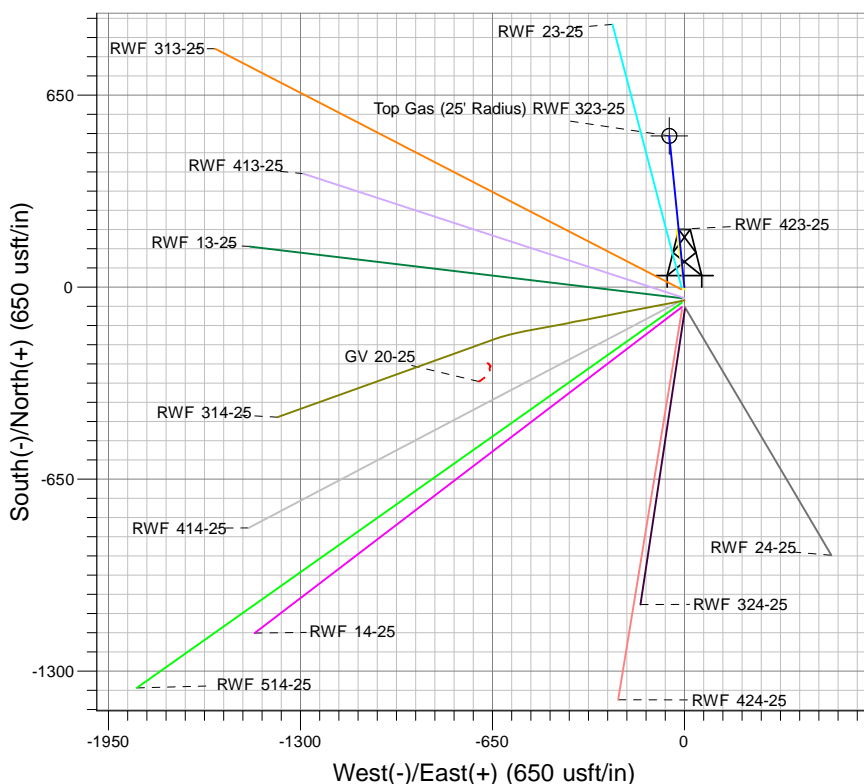 RWF 23-25
RWF 313-25
650
Top Gas (25' Radius) RWF 323-25
RWF 413-25
RWF 423-25
RWF 13-25
0
GV 20-25
RWF 314-25
South(-)/North(+) (650 usft/in)
-650
RWF 414-25
RWF 24-25
RWF 324-25
RWF 14-25
-1300
RWF 514-25
RWF 424-25
-1950
-1300
-650
0
West(-)/East(+) (650 usft/in)